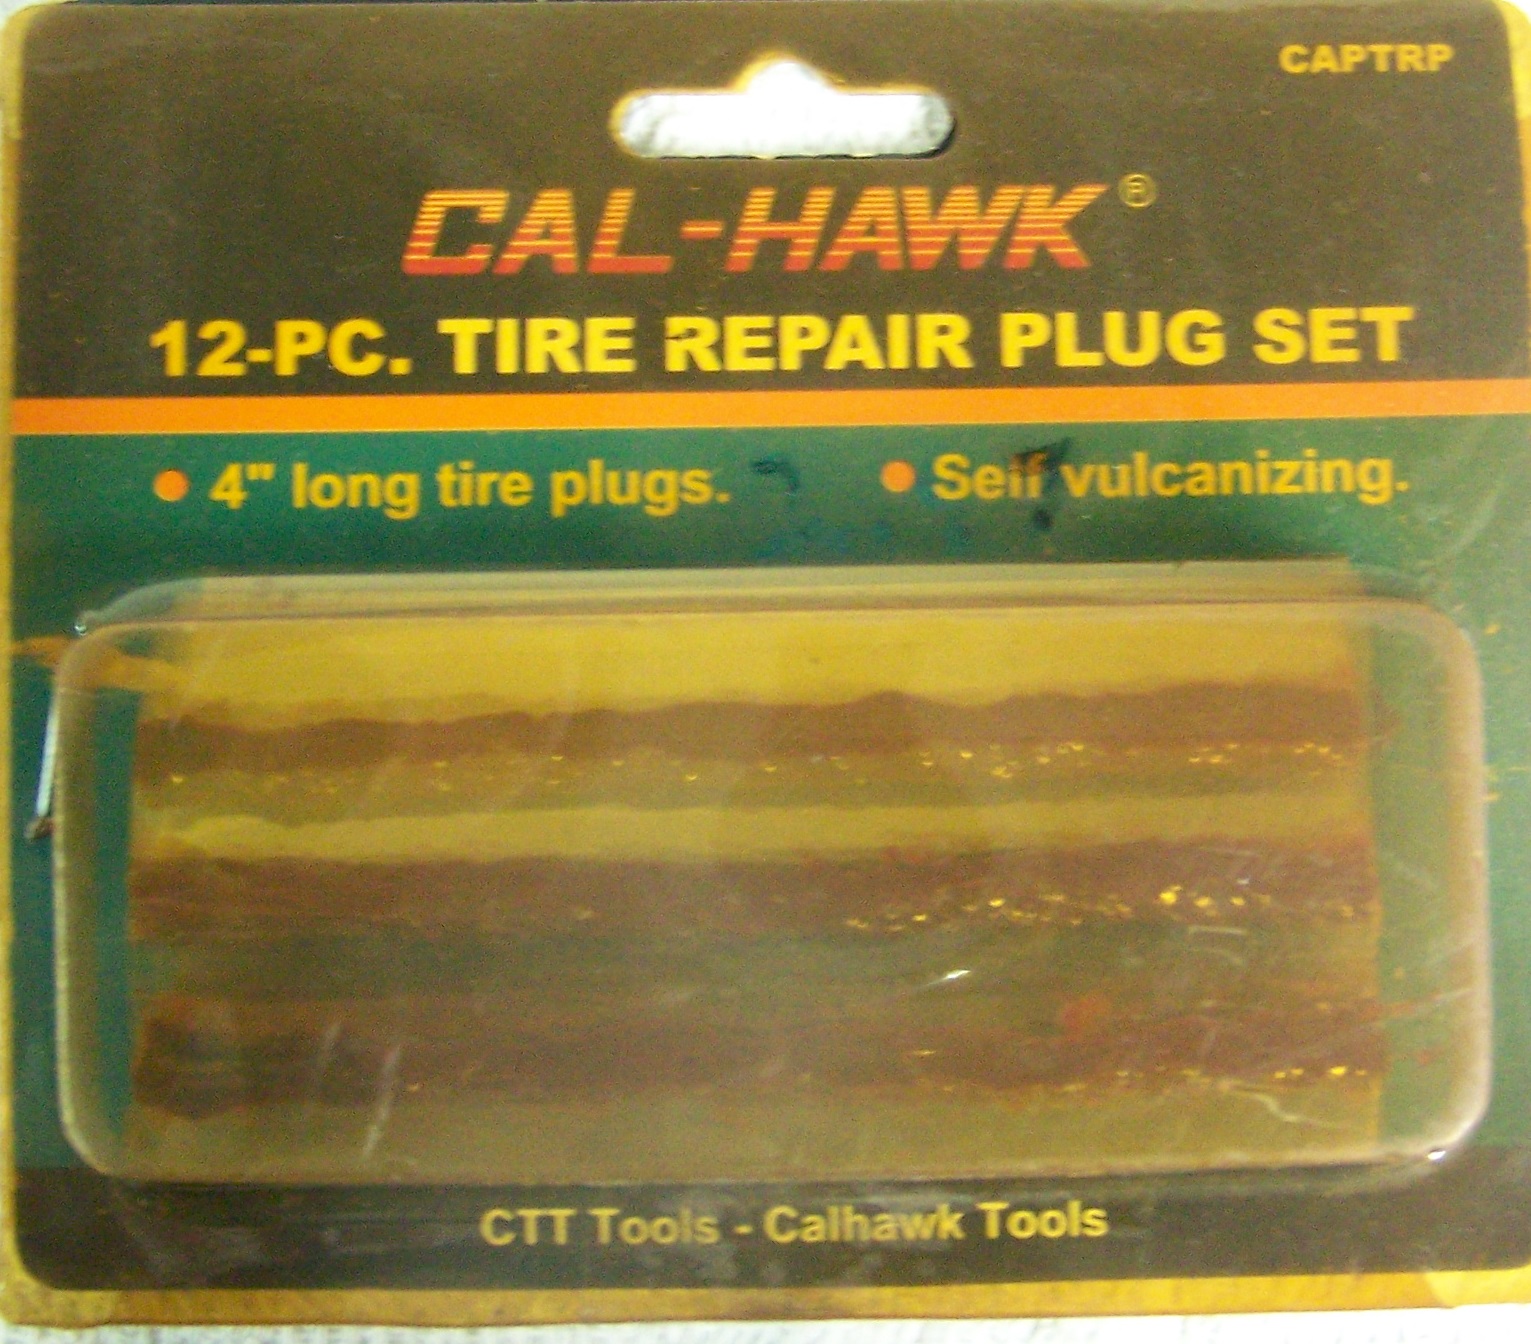 CAPTRP
CAL-HAWK®
12-PC. TIRE REPAIR PLUG SET
• 4" long tire plugs. • Self vulcanizing.
CTT Tools - Calhawk Tools